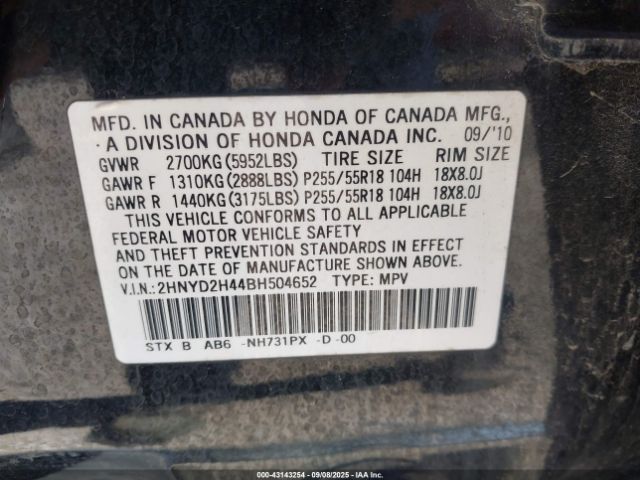 MFD. IN CANADA BY HONDA OF CANADA MFG.,
A DIVISION OF HONDA CANADA INC. 09/'10
GVWR 2700KG(5952LBS) TIRE SIZE RIM SIZE
GAWR F 1310KG(2888LBS) P255/55R18 104H 18X8.0J
GAWR R 1440KG(3175LBS) P255/55R18 104H 18X8.0J
THIS VEHICLE CONFORMS TO ALL APPLICABLE
FEDERAL MOTOR VEHICLE SAFETY
AND THEFT PREVENTION STANDARDS IN EFFECT
ON THE DATE OF MANUFACTURE SHOWN ABOVE.
V.I.N.: 2HNYD2H44BH504652 TYPE: MPV
STX B AB6 -NH731PX -D -00
000-43143254 - 09/08/2025 - IAA Inc.